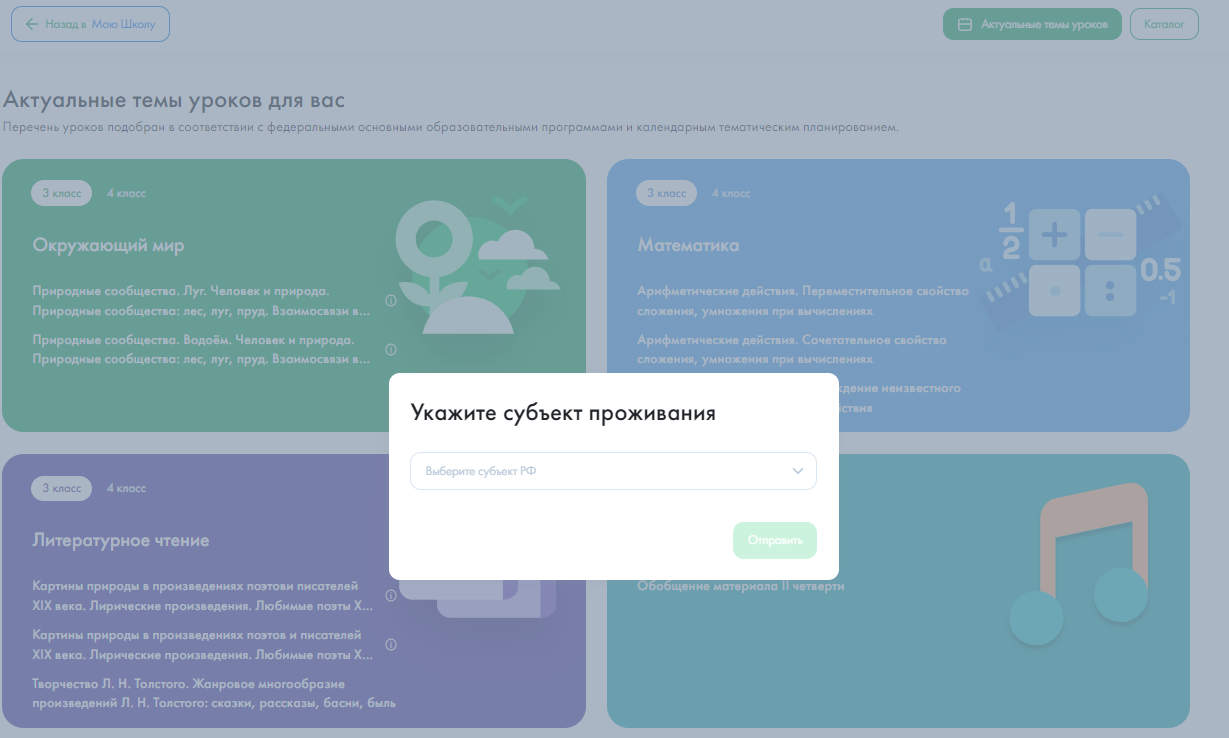 Назад в Мою Школу
Актуальные темы уроков
Каталог
Актуальные темы уроков для вас
Перечень уроков подобран в соответствии с федеральными основными образовательными программами и календарным тематическим планированием.
3 класс 4 класс
Окружающий мир
Природные сообщества. Луг. Человек и природа.
Природные сообщества: лес, луг, пруд. Взаимосвязи в...
Природные сообщества. Водоём. Человек и природа.
Природные сообщества: лес, луг, пруд. Взаимосвязи в...
3 класс 4 класс
Математика
Арифметические действия. Переместительное свойство
сложения, умножения при вычислениях
Арифметические действия. Сочетательное свойство
сложения, умножения при вычислениях
неизвестного
1/2
+
−
a
0.5
-1
Укажите субъект проживания
Выберите субъект РФ
Отправить
3 класс 4 класс
Литературное чтение
Картины природы в произведениях поэтови писателей
XIX века. Лирические произведения. Любимые поэты X...
Картины природы в произведениях поэтов и писателей
XIX века. Лирические произведения. Любимые поэты X...
Творчество Л. Н. Толстого. Жанровое многообразие
произведений Л. Н. Толстого: сказки, рассказы, басни, быль
Обобщение материала II четверти